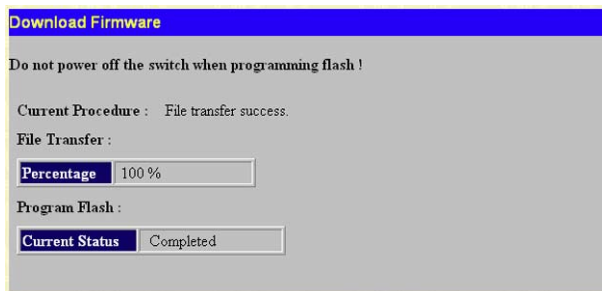 Download Firmware
Do not power off the switch when programming flash !
Current Procedure : File transfer success.
File Transfer :
Percentage 100 %
Program Flash :
Current Status Completed